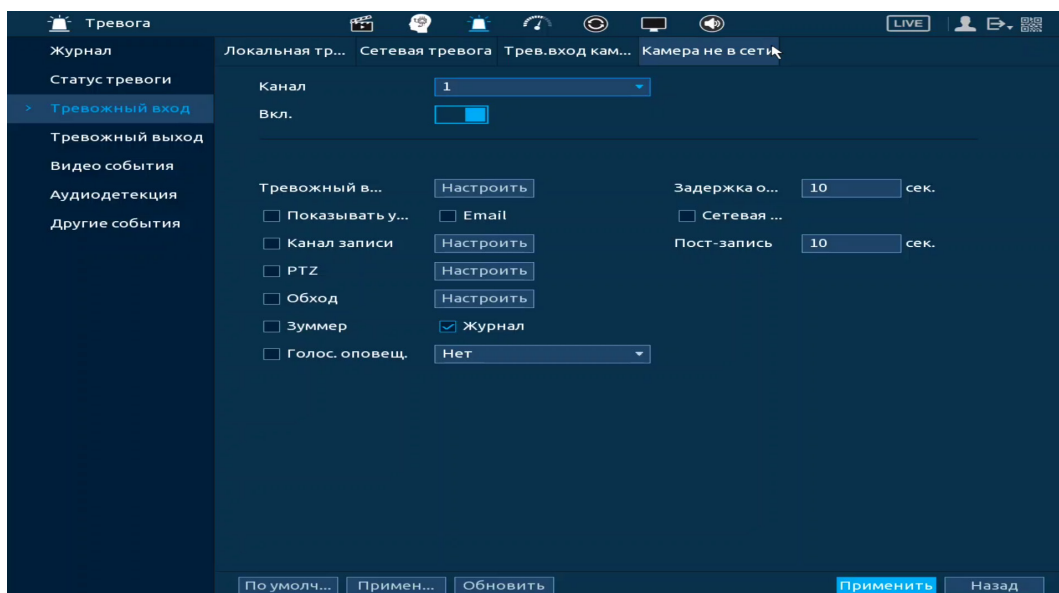 Тревога LIVE
Журнал
Статус тревоги
Тревожный вход
Тревожный выход
Видео события
Аудиодетекция
Другие события
Локальная тр... Сетевая тревога Трев.вход кам... Камера не в сети
Канал 1
Вкл.
Тревожный в... Настроить Задержка о... 10 сек.
Показывать у... Email Сетевая ...
Канал записи Настроить Пост-запись 10 сек.
PTZ Настроить
Обход Настроить
Зуммер Журнал
Голос. оповещ. Нет
По умолч... Примен... Обновить Применить Назад